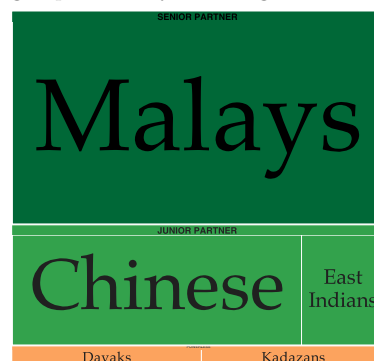 SENIOR PARTNER
Malays
JUNIOR PARTNER
Chinese
East
Indians
Dayaks
Kadazans